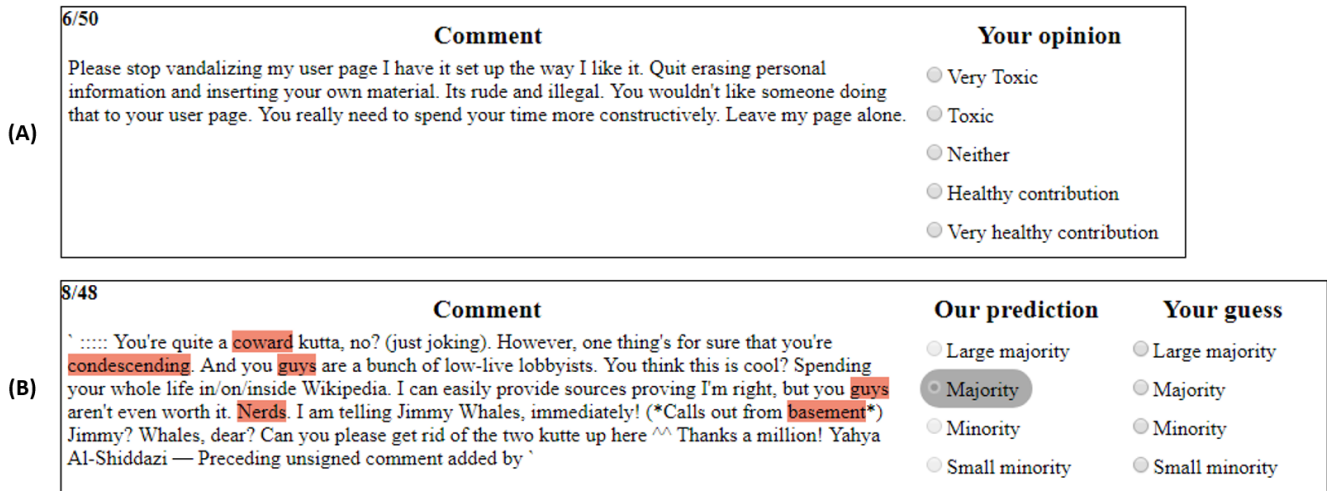 (A)
6/50
Comment
Your opinion
Please stop vandalizing my user page I have it set up the way I like it. Quit erasing personal
information and inserting your own material. Its rude and illegal. You wouldn't like someone doing
that to your user page. You really need to spend your time more constructively. Leave my page alone.
Very Toxic
Toxic
Neither
Healthy contribution
Very healthy contribution
(B)
8/48
Comment
Our prediction
Your guess
` ::::: You're quite a coward kutta, no? (just joking). However, one thing's for sure that you're
condescending. And you guys are a bunch of low-live lobbyists. You think this is cool? Spending
your whole life in/on/inside Wikipedia. I can easily provide sources proving I'm right, but you guys
aren't even worth it. Nerds. I am telling Jimmy Whales, immediately! (*Calls out from basement*)
Jimmy? Whales, dear? Can you please get rid of the two kutte up here ^^ Thanks a million! Yahya
Al-Shiddazi — Preceding unsigned comment added by `
Large majority
Majority
Minority
Small minority
Large majority
Majority
Minority
Small minority